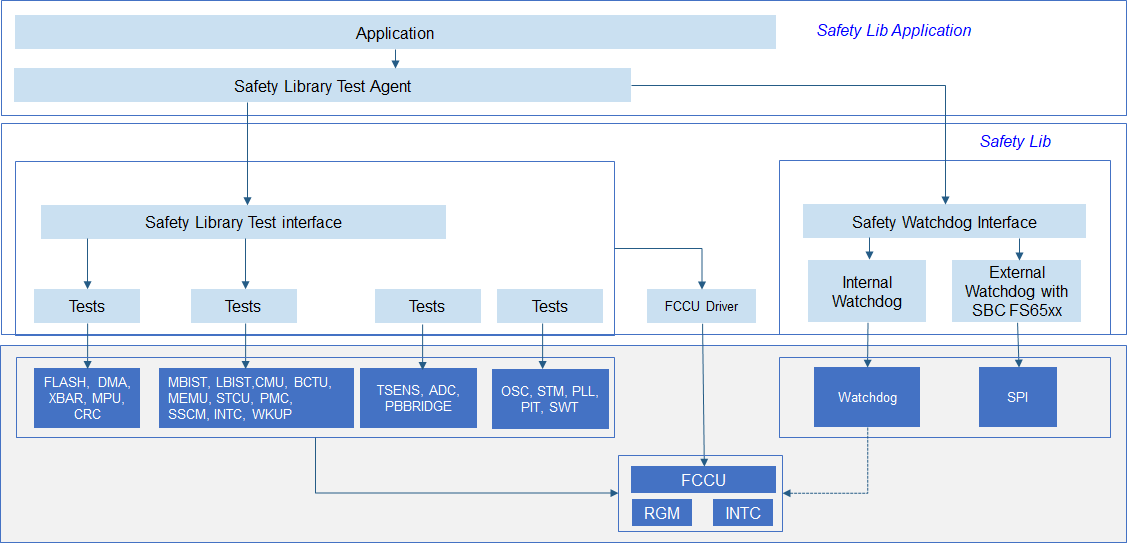 Application
Safety Lib Application
Safety Library Test Agent
Safety Lib
Safety Library Test interface
Safety Watchdog Interface
Internal
Watchdog
External
Watchdog with
SBC FS65xx
Tests
Tests
Tests
Tests
FCCU Driver
FLASH, DMA,
XBAR, MPU,
CRC
MBIST, LBIST,CMU, BCTU,
MEMU, STCU, PMC,
SSCM, INTC, WKUP
TSENS, ADC,
PBBRIDGE
OSC, STM, PLL,
PIT, SWT
Watchdog
SPI
FCCU
RGM
INTC